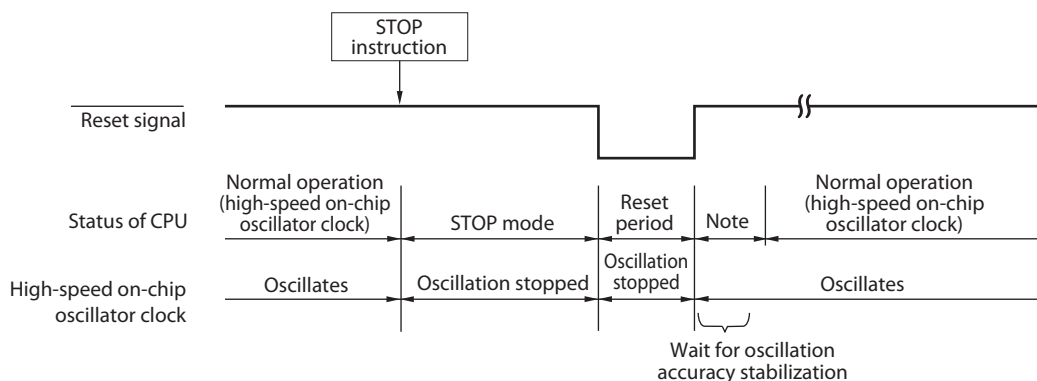 STOP
instruction
Reset signal
Normal operation
(high-speed on-chip
oscillator clock)
Status of CPU
STOP mode
Reset
period
Note
Normal operation
(high-speed on-chip
oscillator clock)
High-speed on-chip
oscillator clock
Oscillates
Oscillation stopped
Oscillation
stopped
Oscillates
Wait for oscillation
accuracy stabilization